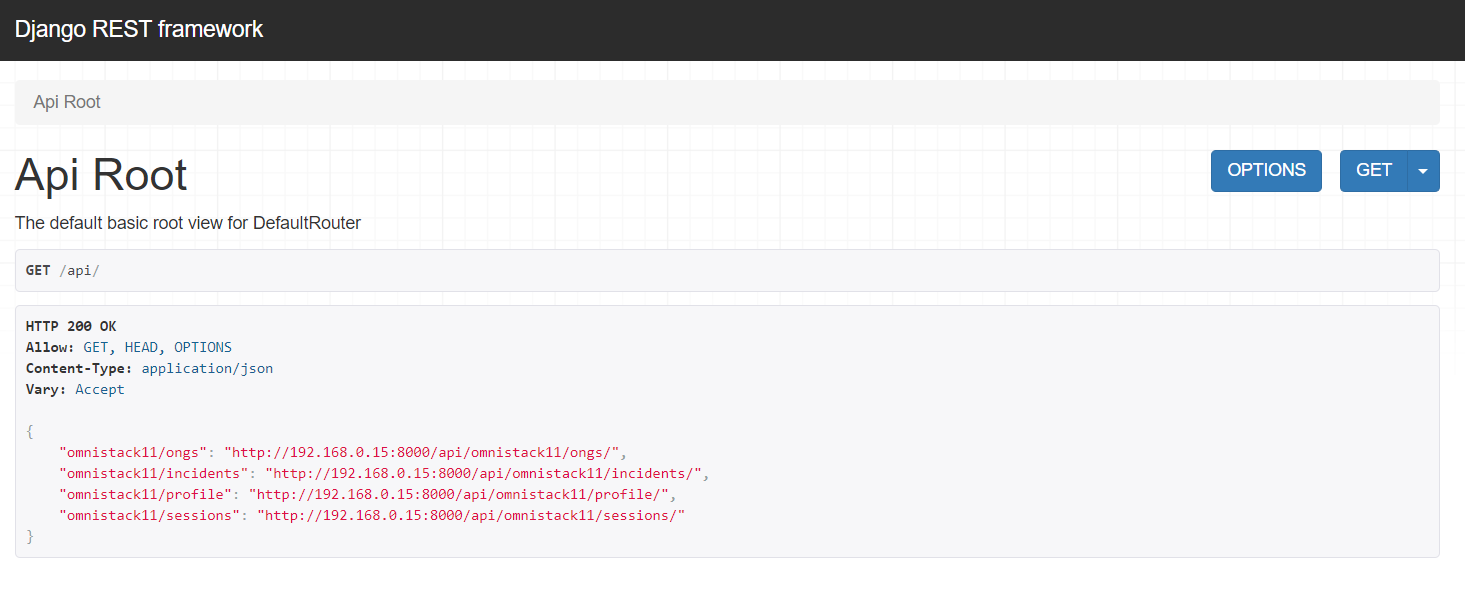 Django REST framework
Api Root
Api Root
OPTIONS
GET
The default basic root view for DefaultRouter
GET /api/
HTTP 200 OK
Allow: GET, HEAD, OPTIONS
Content-Type: application/json
Vary: Accept
{
    "omnistack11/ongs": "http://192.168.0.15:8000/api/omnistack11/ongs/",
    "omnistack11/incidents": "http://192.168.0.15:8000/api/omnistack11/incidents/",
    "omnistack11/profile": "http://192.168.0.15:8000/api/omnistack11/profile/",
    "omnistack11/sessions": "http://192.168.0.15:8000/api/omnistack11/sessions/"
}